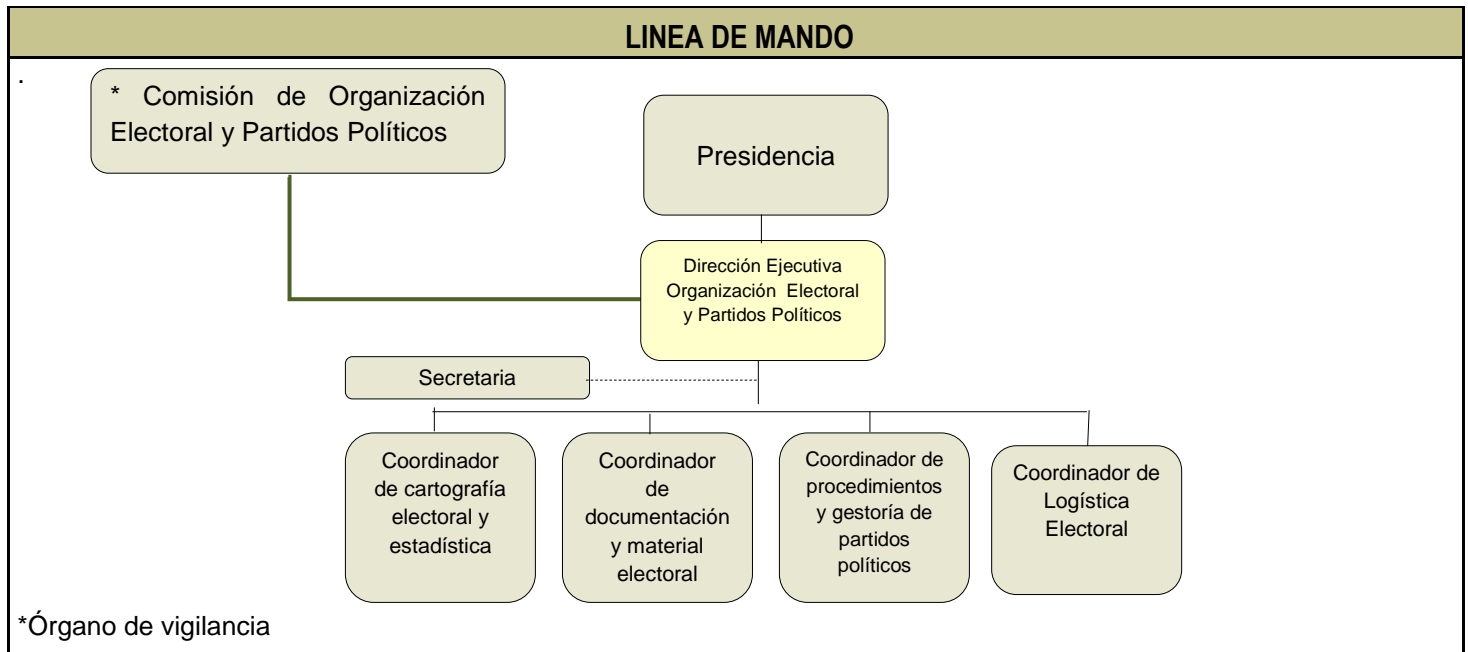 LINEA DE MANDO
.
* Comisión de Organización
Electoral y Partidos Políticos
Presidencia
Dirección Ejecutiva
Organización Electoral
y Partidos Políticos
Secretaria
Coordinador
de cartografía
electoral y
estadística
Coordinador
de
documentación
y material
electoral
Coordinador de
procedimientos
y gestoría de
partidos
políticos
Coordinador de
Logística
Electoral
*Órgano de vigilancia